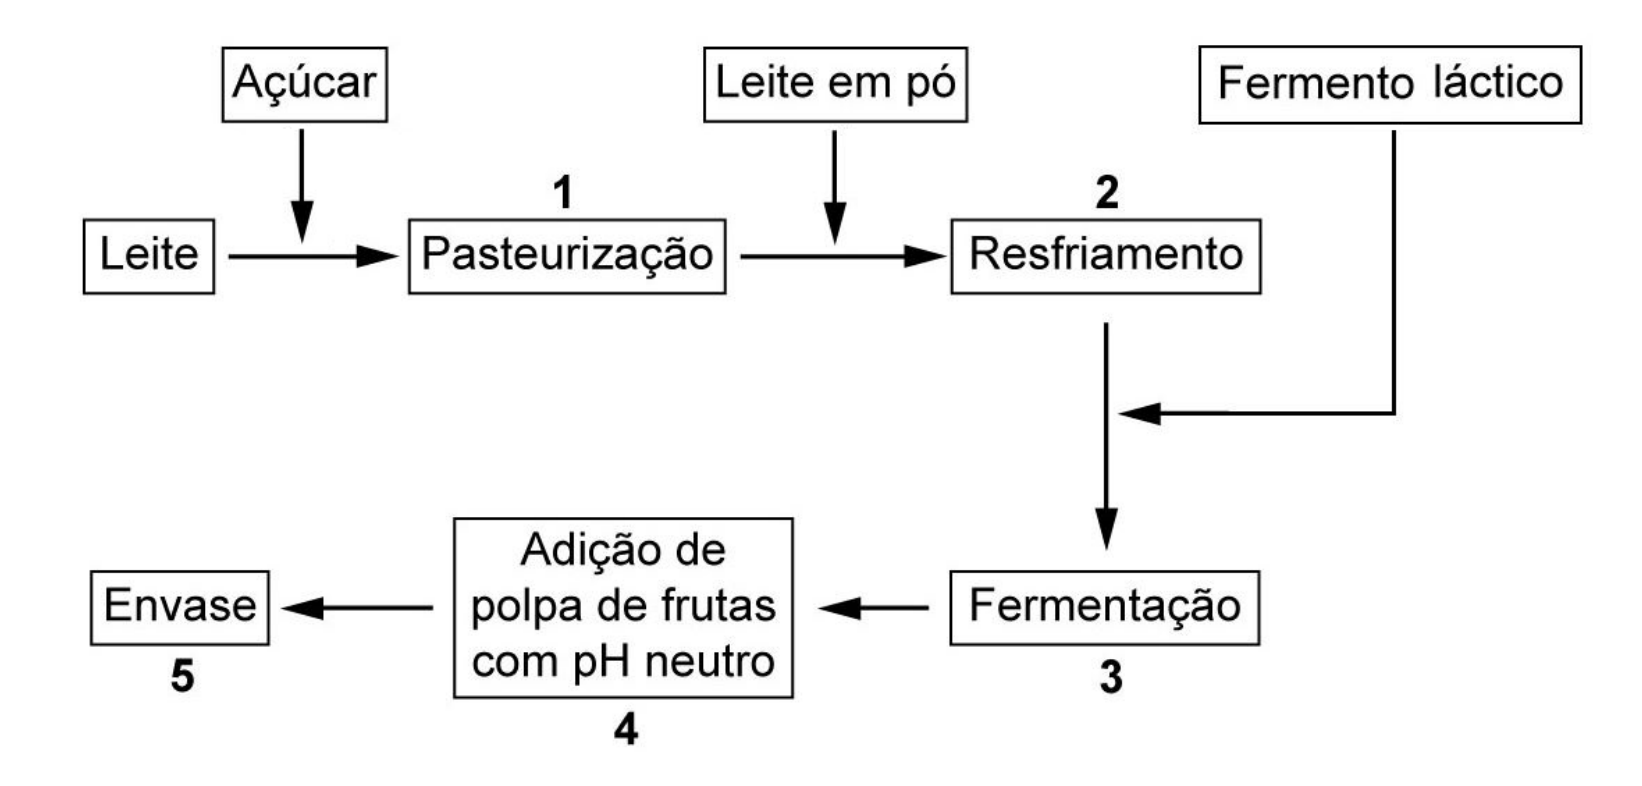 Açúcar
Leite em pó
Fermento láctico
1
2
Leite
Pasteurização
Resfriamento
Adição de
polpa de frutas
com pH neutro
Envase
Fermentação
5
3
4